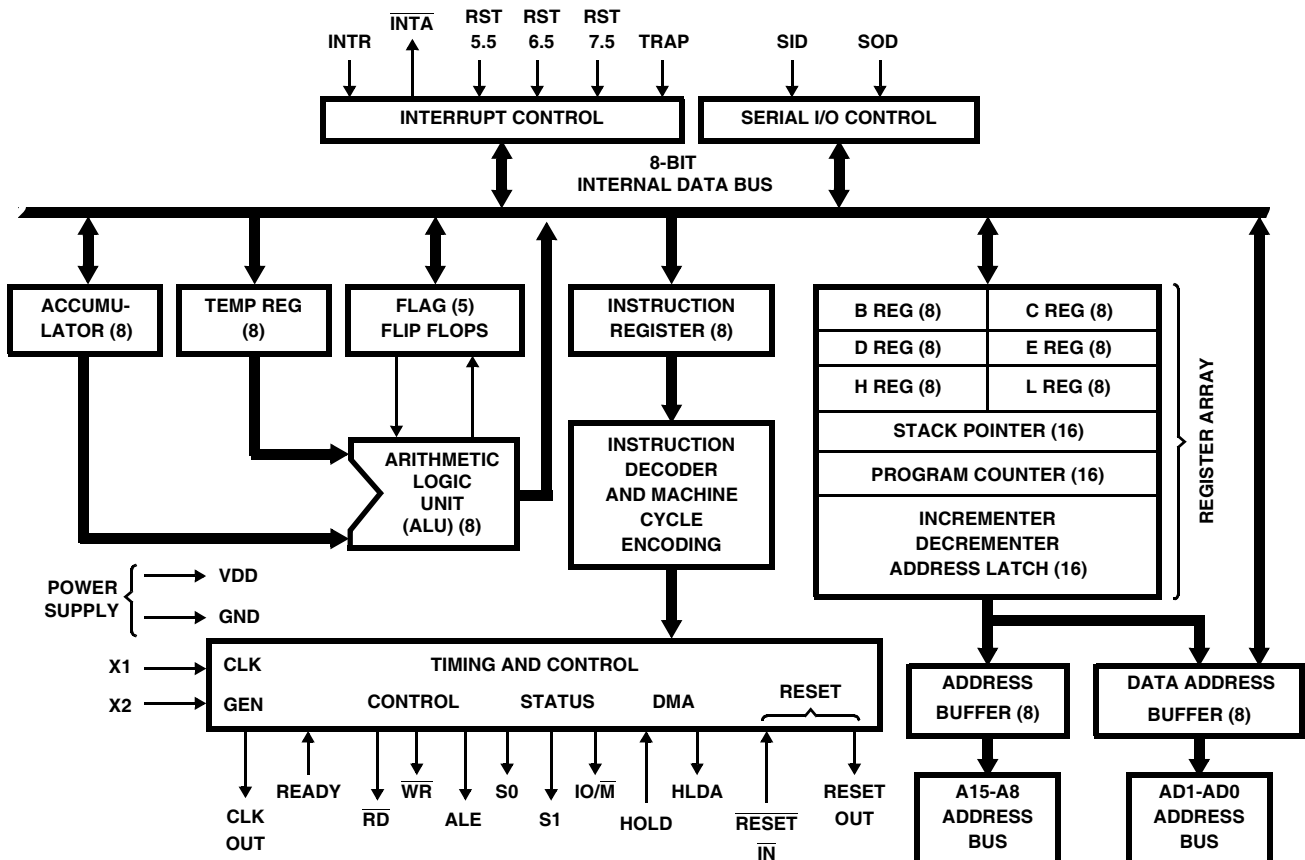 INTR
INTA
RST
5.5
RST
6.5
RST
7.5
TRAP
SID
SOD
INTERRUPT CONTROL
SERIAL I/O CONTROL
8-BIT
INTERNAL DATA BUS
ACCUMU-
LATOR (8)
TEMP REG
(8)
FLAG (5)
FLIP FLOPS
INSTRUCTION
REGISTER (8)
B REG (8)
C REG (8)
D REG (8)
E REG (8)
H REG (8)
L REG (8)
STACK POINTER (16)
PROGRAM COUNTER (16)
INCREMENTER
DECREMENTER
ADDRESS LATCH (16)
REGISTER ARRAY
ARITHMETIC
LOGIC
UNIT
(ALU) (8)
INSTRUCTION
DECODER
AND MACHINE
CYCLE
ENCODING
POWER
SUPPLY
VDD
GND
X1
X2
CLK
GEN
TIMING AND CONTROL
CONTROL
STATUS
DMA
RESET
ADDRESS
BUFFER (8)
DATA ADDRESS
BUFFER (8)
CLK
OUT
READY
RD
WR
ALE
S0
S1
IO/M
HOLD
HLDA
RESET
IN
RESET
OUT
A15-A8
ADDRESS
BUS
AD1-AD0
ADDRESS
BUS